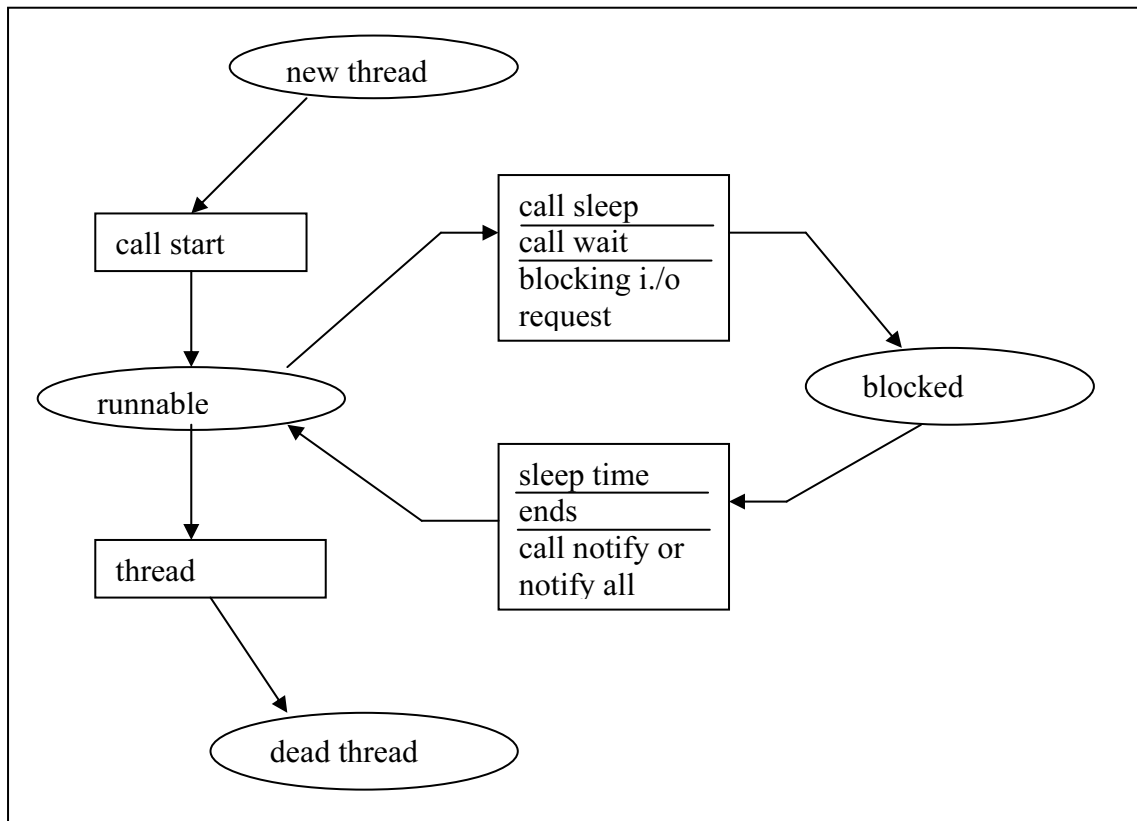 new thread
call start
call sleep
call wait
blocking i./o
request
runnable
blocked
sleep time
ends
call notify or
notify all
thread
dead thread